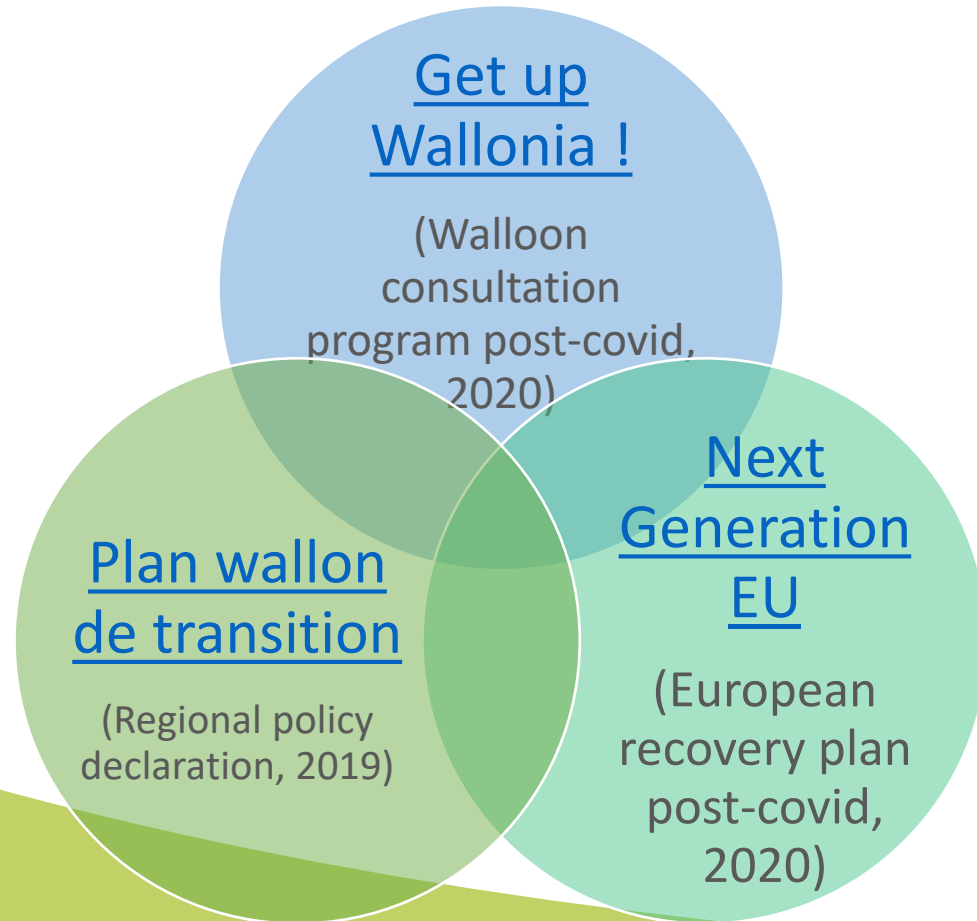 Get up
Wallonia !
(Walloon
consultation
program post-covid,
2020)
Plan wallon
de transition
(Regional policy
declaration, 2019)
Next
Generation
EU
(European
recovery plan
post-covid,
2020)